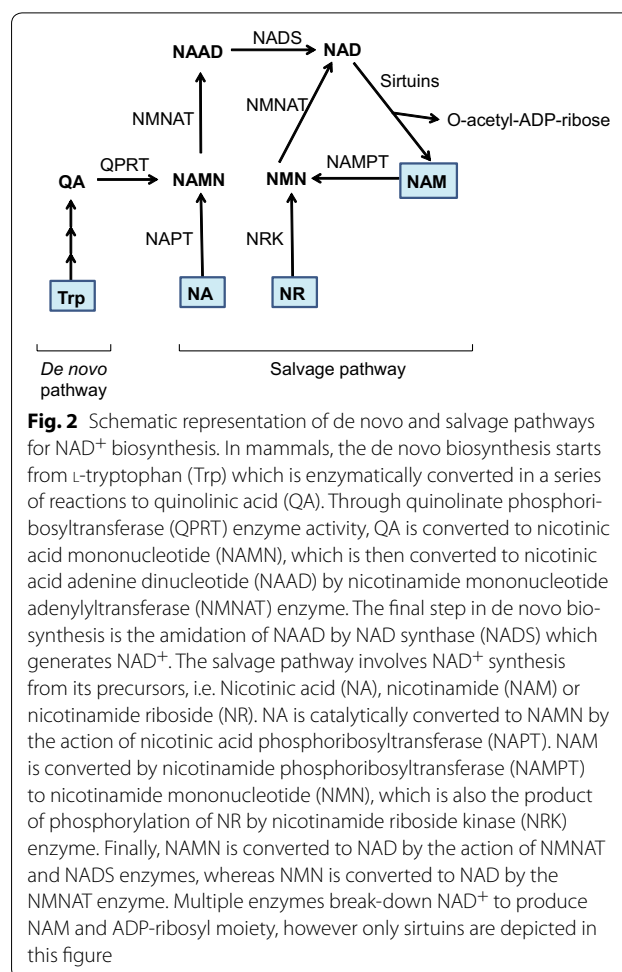 NAAD NADS NAD
Sirtuins
O-acetyl-ADP-ribose
NMNAT NMNAT
QPRT NAMPT
QA NAMN NMN NAM
NAPT NRK
Trp NA NR
De novo
pathway
Salvage pathway
Fig. 2 Schematic representation of de novo and salvage pathways
for NAD⁺ biosynthesis. In mammals, the de novo biosynthesis starts
from L-tryptophan (Trp) which is enzymatically converted in a series
of reactions to quinolinic acid (QA). Through quinolinate phosphori-
bosyltransferase (QPRT) enzyme activity, QA is converted to nicotinic
acid mononucleotide (NAMN), which is then converted to nicotinic
acid adenine dinucleotide (NAAD) by nicotinamide mononucleotide
adenylyltransferase (NMNAT) enzyme. The final step in de novo bio-
synthesis is the amidation of NAAD by NAD synthase (NADS) which
generates NAD⁺. The salvage pathway involves NAD⁺ synthesis
from its precursors, i.e. Nicotinic acid (NA), nicotinamide (NAM) or
nicotinamide riboside (NR). NA is catalytically converted to NAMN by
the action of nicotinic acid phosphoribosyltransferase (NAPT). NAM
is converted by nicotinamide phosphoribosyltransferase (NAMPT)
to nicotinamide mononucleotide (NMN), which is also the product
of phosphorylation of NR by nicotinamide riboside kinase (NRK)
enzyme. Finally, NAMN is converted to NAD by the action of NMNAT
and NADS enzymes, whereas NMN is converted to NAD by the
NMNAT enzyme. Multiple enzymes break-down NAD⁺ to produce
NAM and ADP-ribosyl moiety, however only sirtuins are depicted in
this figure